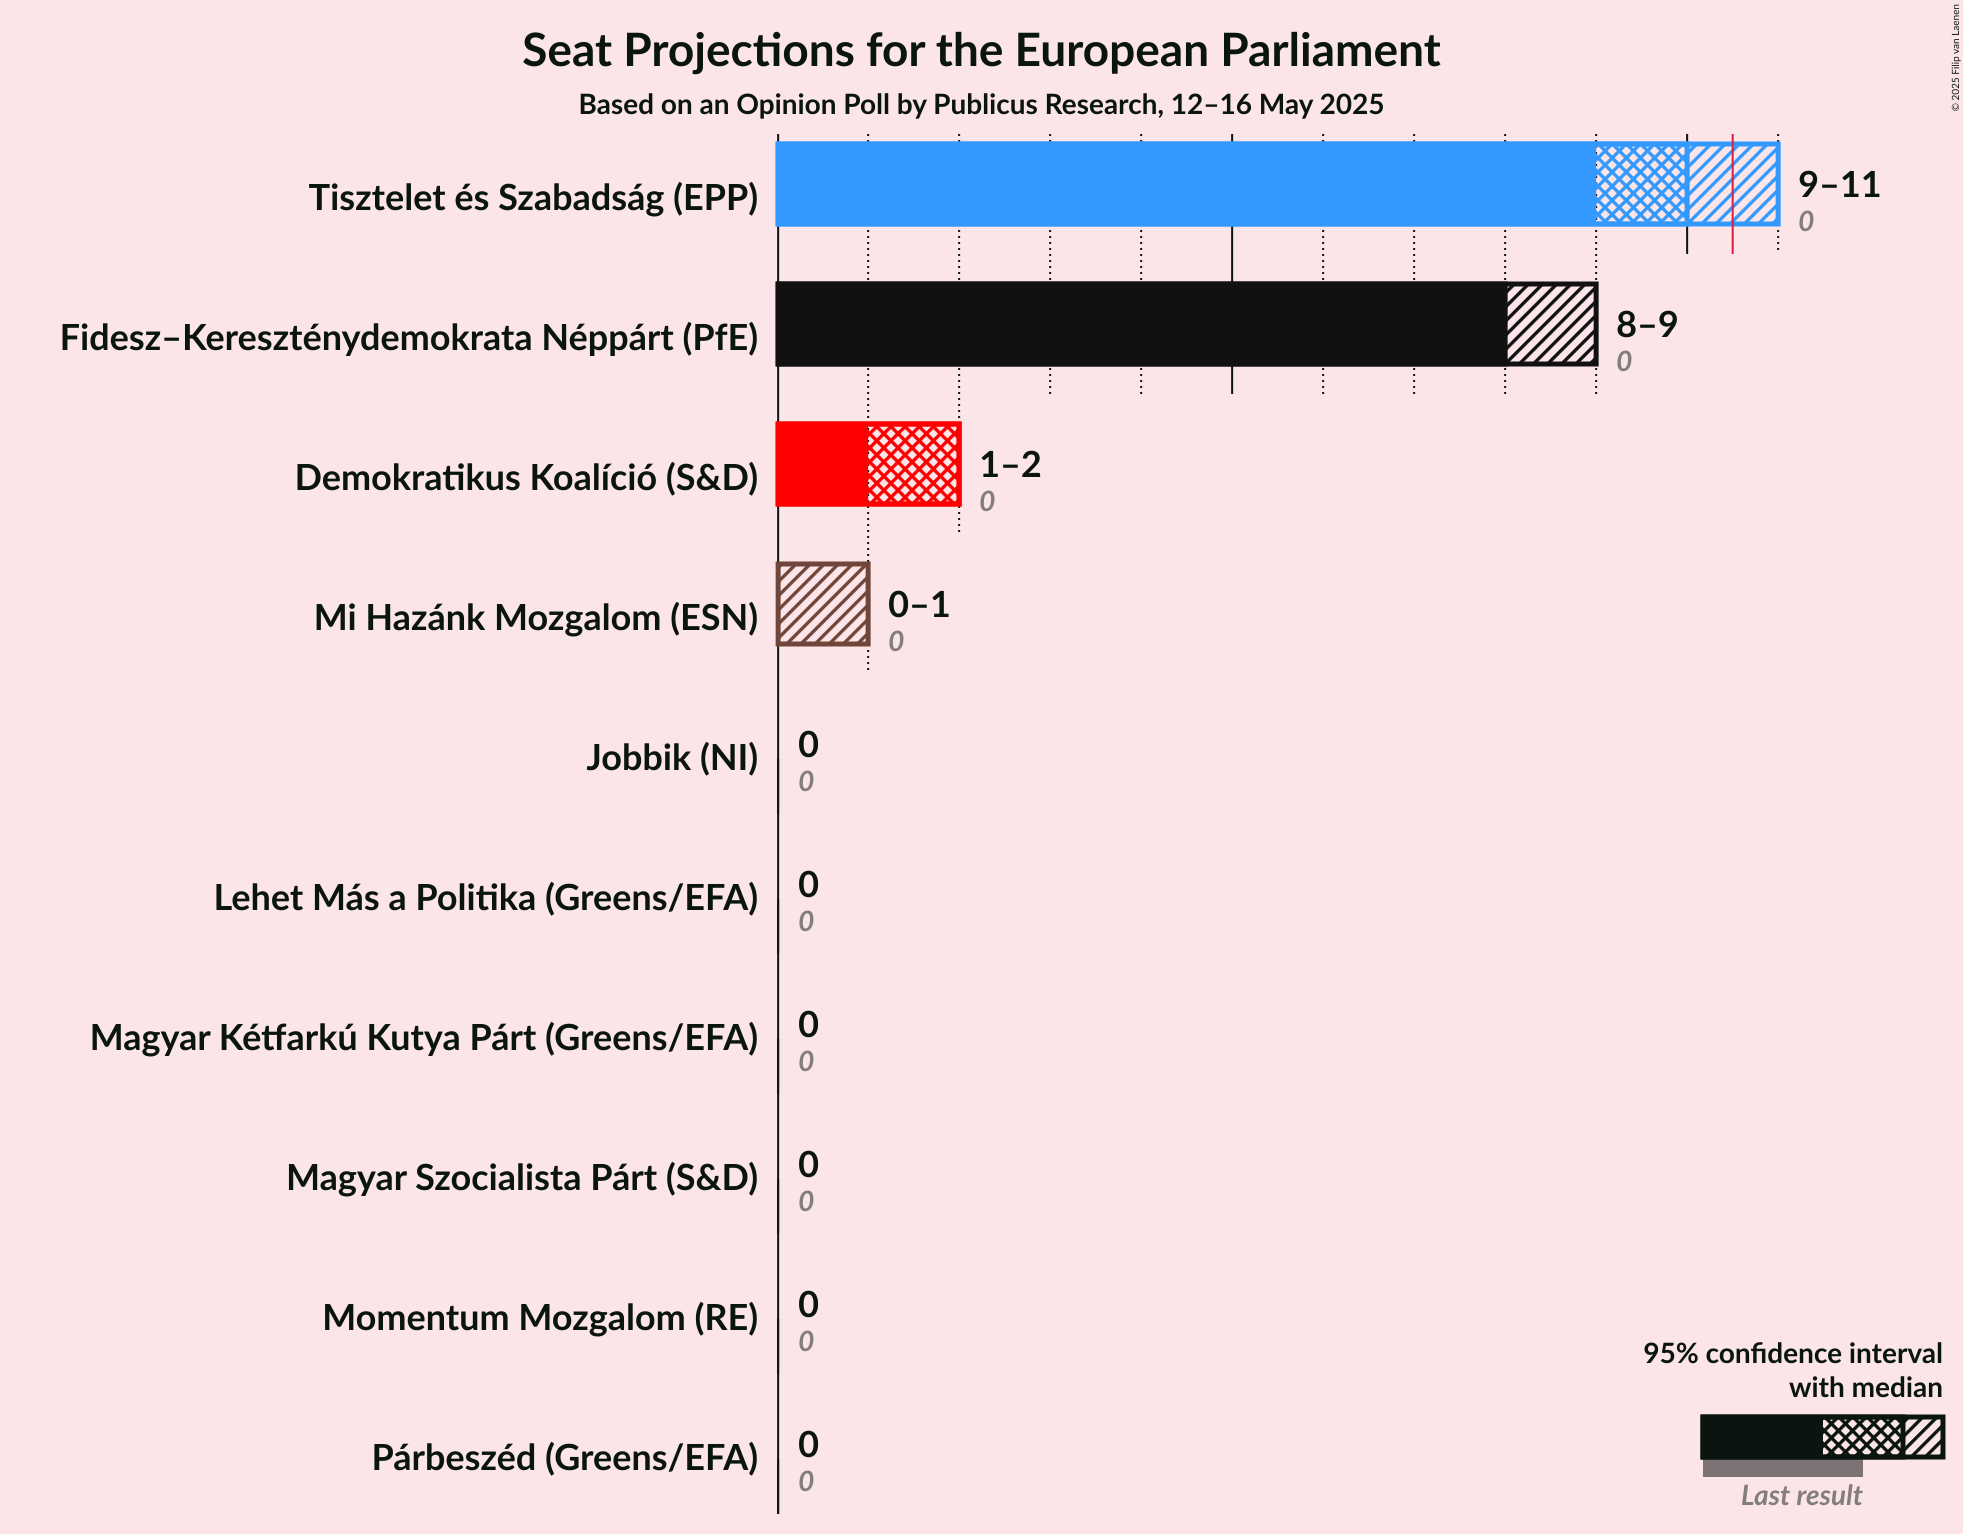 Seat Projections for the European Parliament
Based on an Opinion Poll by Publicus Research, 12–16 May 2025
© 2025 Filip van Laenen
Tisztelet és Szabadság (EPP)
9–11
0
Fidesz–Kereszténydemokrata Néppárt (PfE)
8–9
0
Demokratikus Koalíció (S&D)
1–2
0
Mi Hazánk Mozgalom (ESN)
0–1
0
Jobbik (NI)
0
0
Lehet Más a Politika (Greens/EFA)
0
0
Magyar Kétfarkú Kutya Párt (Greens/EFA)
0
0
Magyar Szocialista Párt (S&D)
0
0
Momentum Mozgalom (RE)
0
0
Párbeszéd (Greens/EFA)
0
0
95% confidence interval
with median
Last result